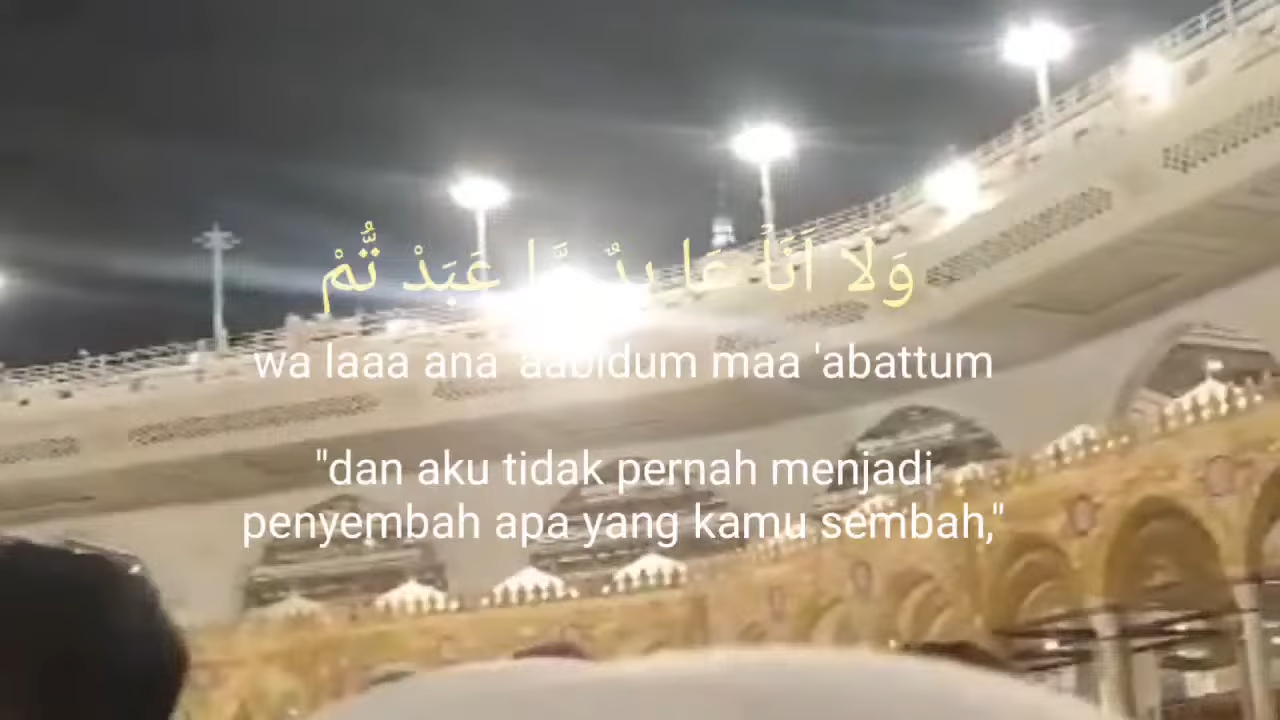 وَلَاۤ اَنَاۡ عَا بِدٌ مَّا عَبَدْ تُّمْ
wa laaa ana 'aabidum maa 'abattum
"dan aku tidak pernah menjadi
penyembah apa yang kamu sembah,"